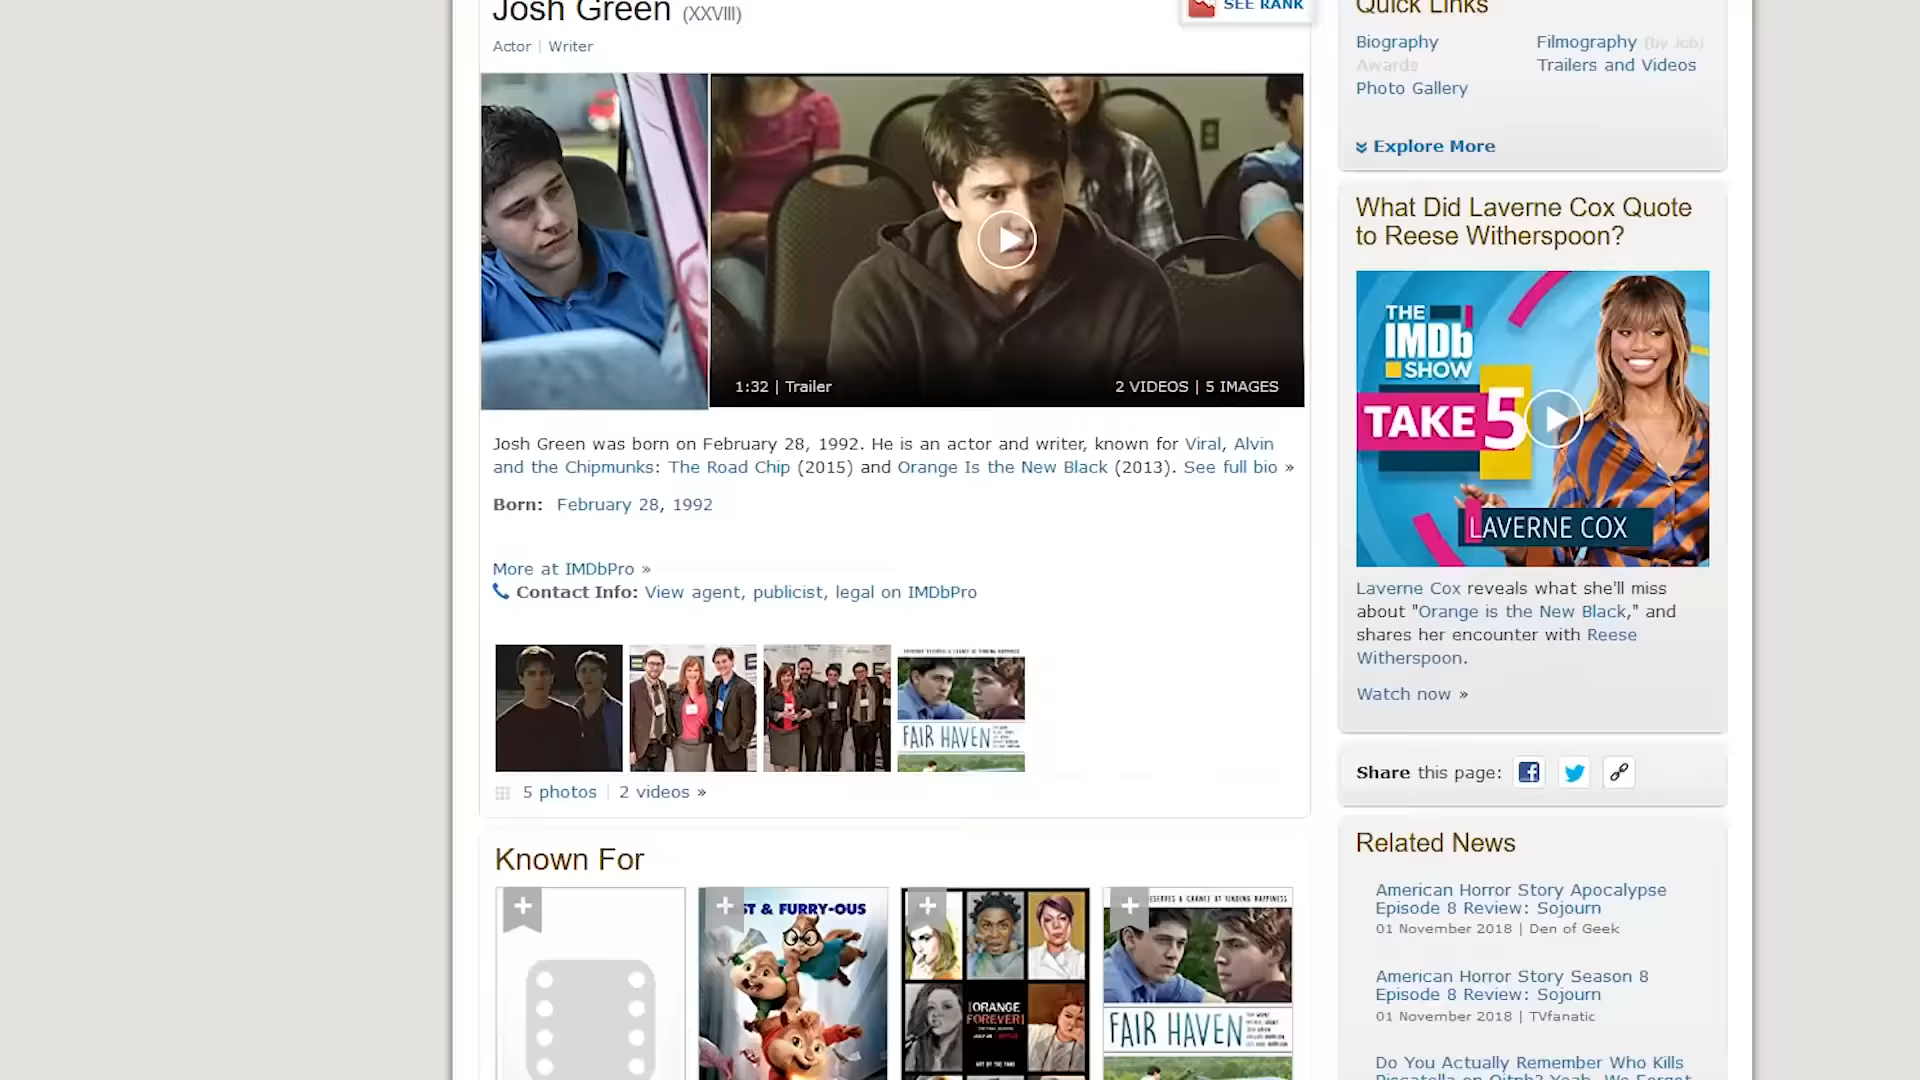 Josh Green (XXVIII)
SEE RANK
Actor | Writer
1:32 | Trailer
2 VIDEOS | 5 IMAGES
Josh Green was born on February 28, 1992. He is an actor and writer, known for Viral, Alvin
and the Chipmunks: The Road Chip (2015) and Orange Is the New Black (2013). See full bio »
Born: February 28, 1992
More at IMDbPro »
Contact Info: View agent, publicist, legal on IMDbPro
FAIR HAVEN
5 photos | 2 videos »
Known For
ST & FURRY-OUS
ORANGE
FOREVER!
DESERVES A CHANCE AT FINDING HAPPINESS
FAIR HAVEN
Quick Links
Biography
Awards
Photo Gallery
Filmography (by Job)
Trailers and Videos
Explore More
What Did Laverne Cox Quote
to Reese Witherspoon?
THE
IMDb
SHOW
TAKE 5
LAVERNE COX
Laverne Cox reveals what she'll miss
about "Orange is the New Black," and
shares her encounter with Reese
Witherspoon.
Watch now »
Share this page:
Related News
American Horror Story Apocalypse
Episode 8 Review: Sojourn
01 November 2018 | Den of Geek
American Horror Story Season 8
Episode 8 Review: Sojourn
01 November 2018 | TVfanatic
Do You Actually Remember Who Kills